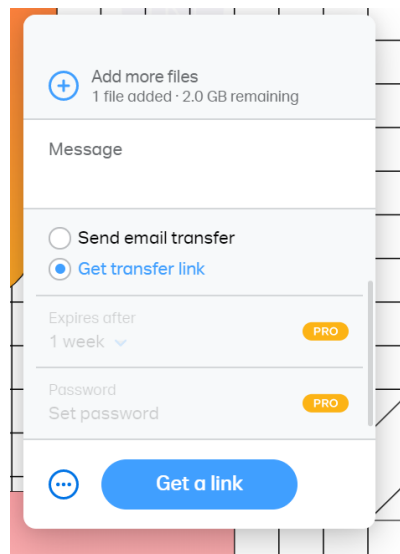 Add more files
1 file added · 2.0 GB remaining
Message
Send email transfer
Get transfer link
Expires after
1 week
PRO
Password
Set password
PRO
Get a link